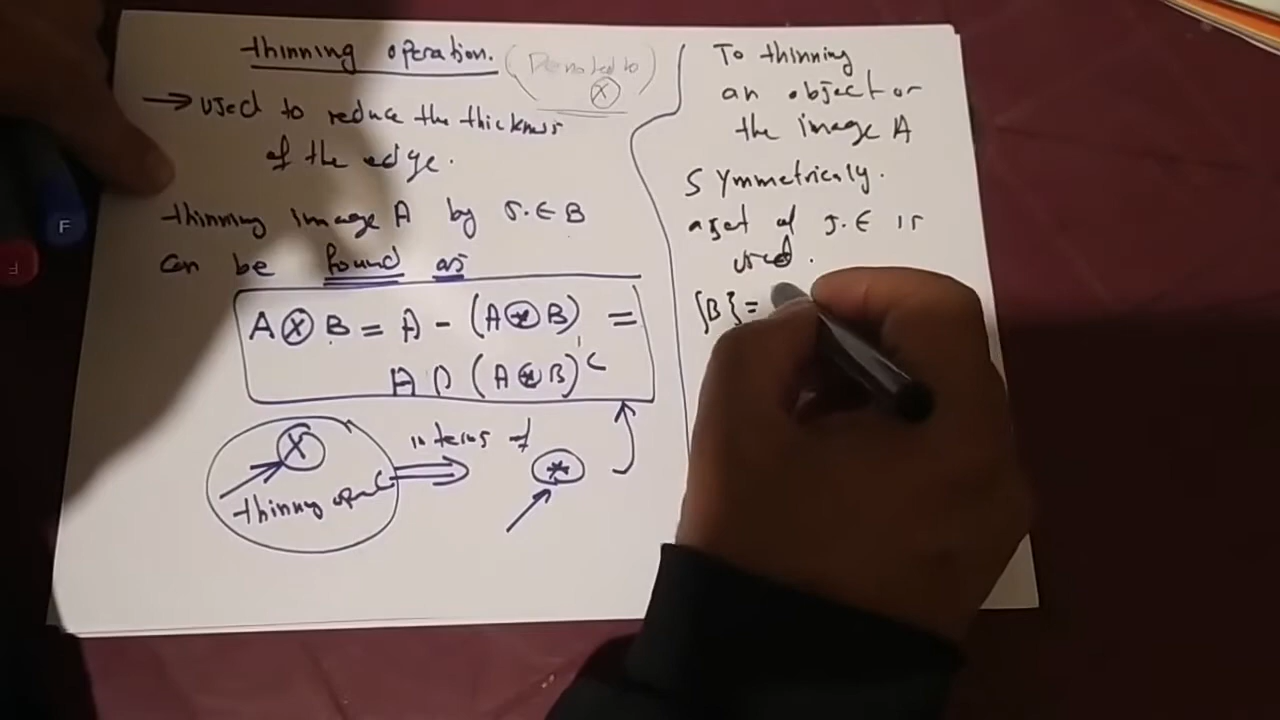 thinning operation. (Denoted to
⊗)
→ used to reduce the thickness
of the edge.
thinning image A by S.E B
can be found as
A ⊗ B = A - (A ⊛ B) =
A ∩ (A ⊛ B)ᶜ
⊗
thinning
in terms of
⊛
To thinning
an object or
the image A
Symmetrically.
a set of S.E is
used.
{B} =
F
F